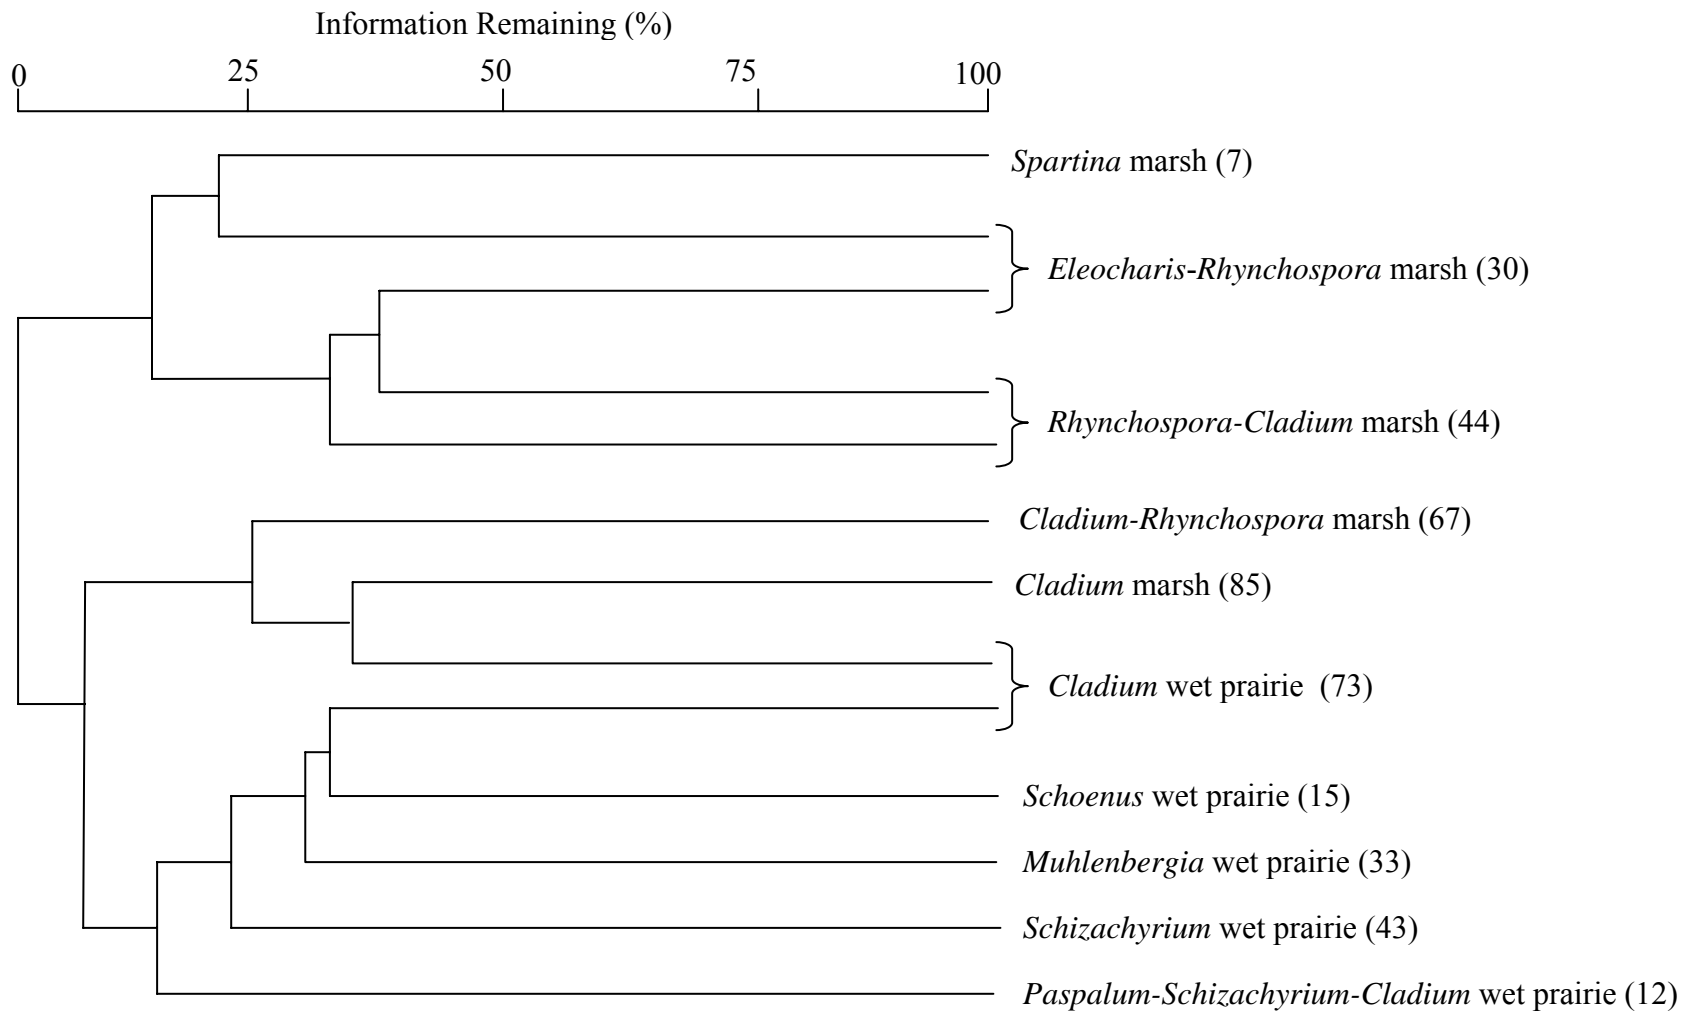 Information Remaining (%)
0 25 50 75 100
Spartina marsh (7)
Eleocharis-Rhynchospora marsh (30)
Rhynchospora-Cladium marsh (44)
Cladium-Rhynchospora marsh (67)
Cladium marsh (85)
Cladium wet prairie (73)
Schoenus wet prairie (15)
Muhlenbergia wet prairie (33)
Schizachyrium wet prairie (43)
Paspalum-Schizachyrium-Cladium wet prairie (12)